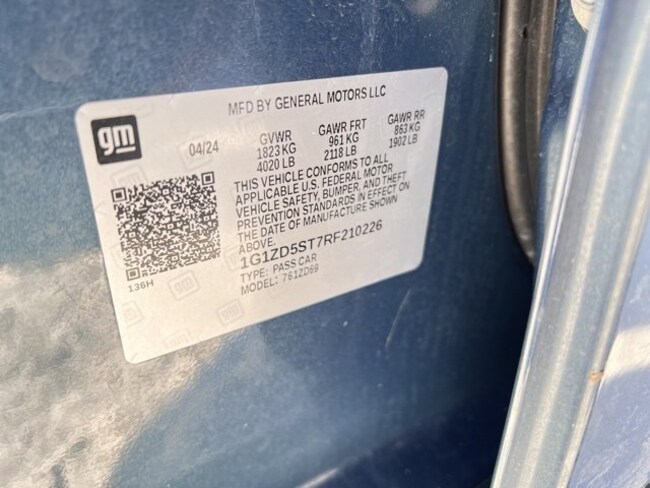 MFD BY GENERAL MOTORS LLC
gm
04/24
GVWR
1823 KG
4020 LB
GAWR FRT
961 KG
2118 LB
GAWR RR
863 KG
1902 LB
THIS VEHICLE CONFORMS TO ALL
APPLICABLE U.S. FEDERAL MOTOR
VEHICLE SAFETY, BUMPER, AND THEFT
PREVENTION STANDARDS IN EFFECT ON
THE DATE OF MANUFACTURE SHOWN
ABOVE.
1G1ZD5ST7RF210226
TYPE: PASS CAR
MODEL: 761ZD69
136H